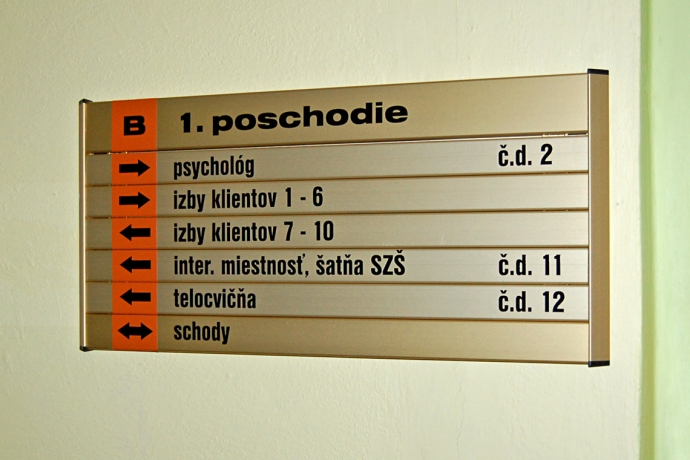 B 1. poschodie
→ psychológ č.d. 2
→ izby klientov 1 - 6
← izby klientov 7 - 10
← inter. miestnosť, šatňa SZŠ č.d. 11
← telocvičňa č.d. 12
↔ schody